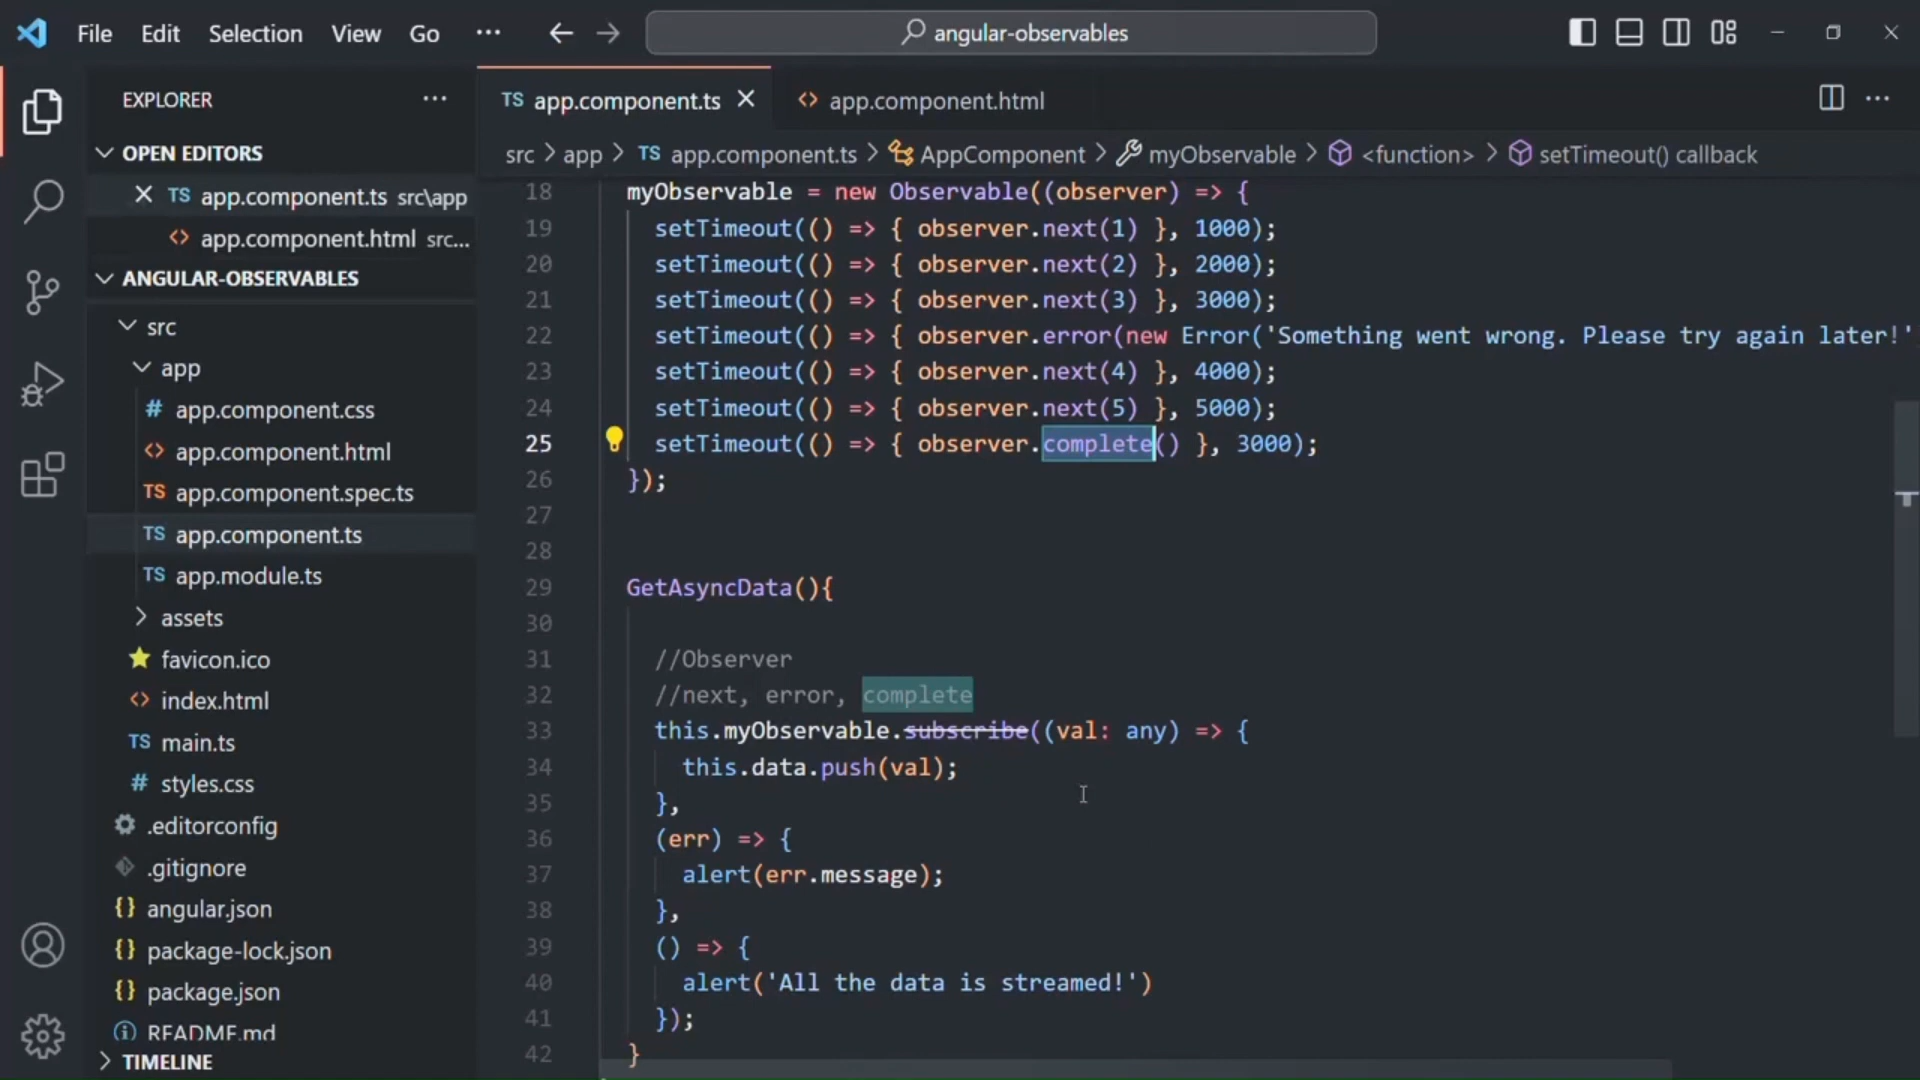 File Edit Selection View Go ··· angular-observables
EXPLORER ···
OPEN EDITORS
TS app.component.ts src\app
<> app.component.html src...
ANGULAR-OBSERVABLES
src
app
# app.component.css
<> app.component.html
TS app.component.spec.ts
TS app.component.ts
TS app.module.ts
assets
favicon.ico
<> index.html
TS main.ts
# styles.css
.editorconfig
.gitignore
{} angular.json
{} package-lock.json
{} package.json
README.md
TIMELINE
TS app.component.ts
<> app.component.html
src > app > TS app.component.ts > AppComponent > myObservable > <function> > setTimeout() callback
18 myObservable = new Observable((observer) => {
19 setTimeout(() => { observer.next(1) }, 1000);
20 setTimeout(() => { observer.next(2) }, 2000);
21 setTimeout(() => { observer.next(3) }, 3000);
22 setTimeout(() => { observer.error(new Error('Something went wrong. Please try again later!'
23 setTimeout(() => { observer.next(4) }, 4000);
24 setTimeout(() => { observer.next(5) }, 5000);
25 setTimeout(() => { observer.complete() }, 3000);
26 });
27
28
29 GetAsyncData(){
30
31 //Observer
32 //next, error, complete
33 this.myObservable.subscribe((val: any) => {
34 this.data.push(val);
35 },
36 (err) => {
37 alert(err.message);
38 },
39 () => {
40 alert('All the data is streamed!')
41 });
42 }